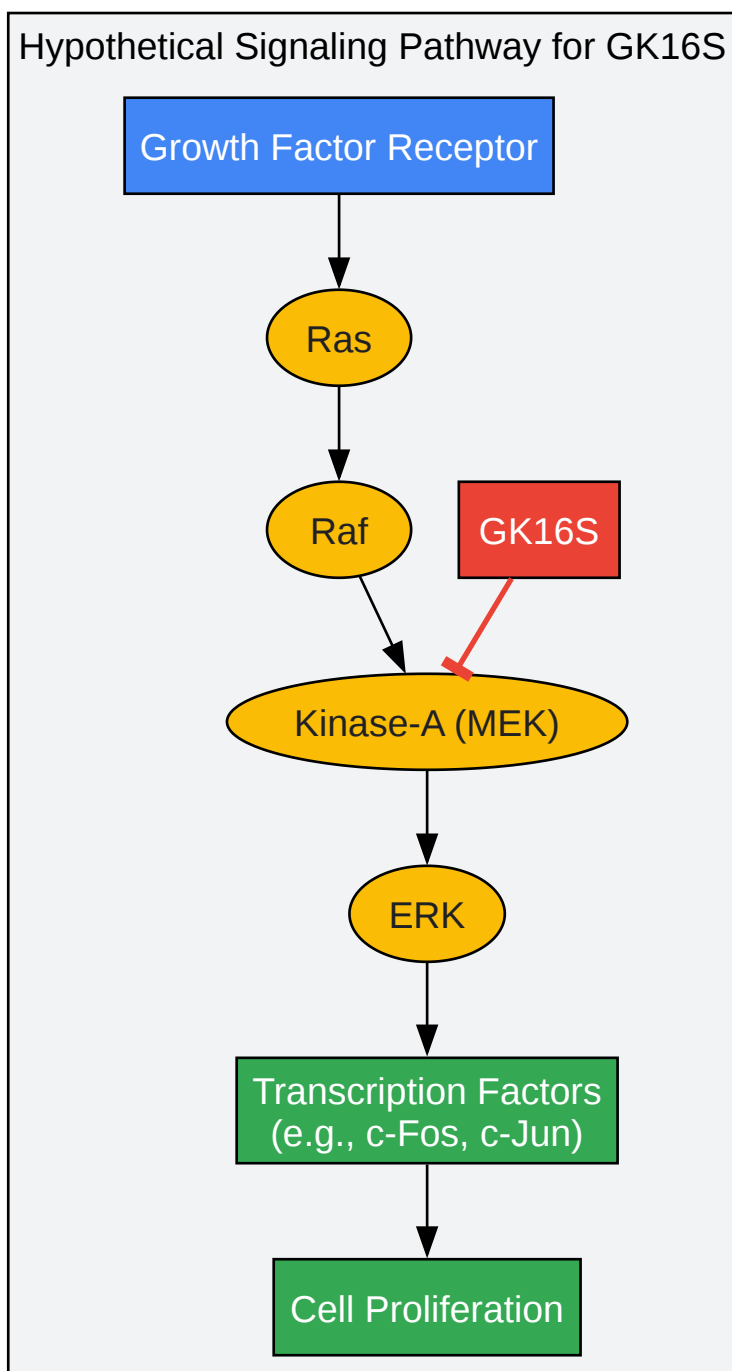 Hypothetical Signaling Pathway for GK16S
Growth Factor Receptor
Ras
Raf
GK16S
Kinase-A (MEK)
ERK
Transcription Factors
(e.g., c-Fos, c-Jun)
Cell Proliferation